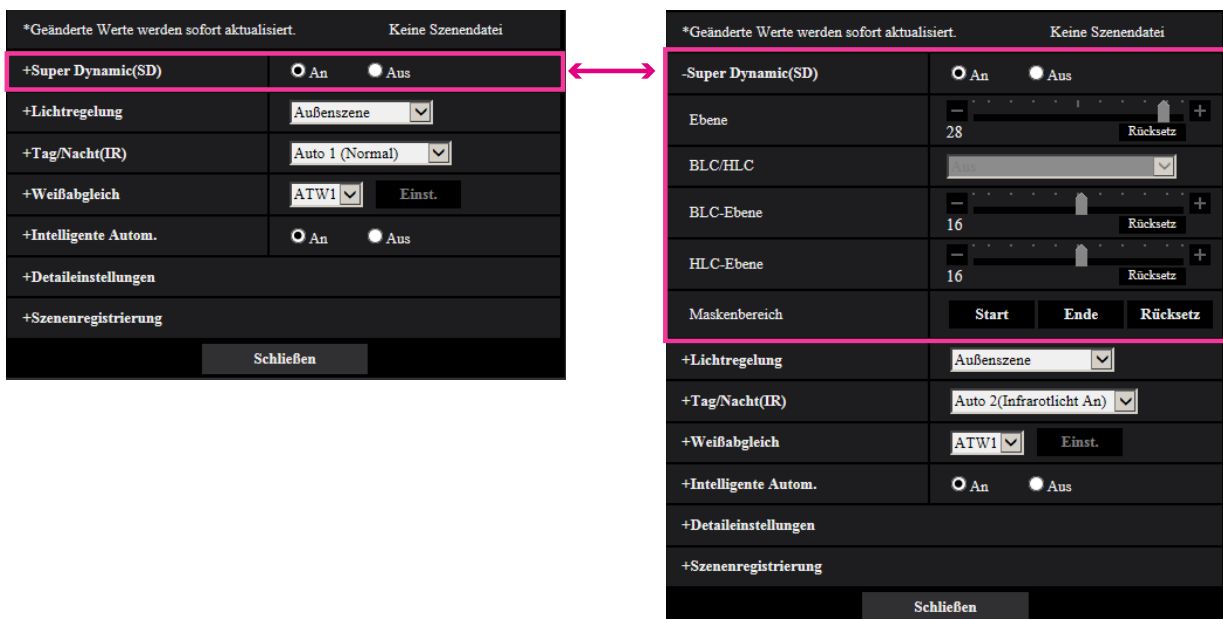 *Geänderte Werte werden sofort aktualisiert. Keine Szenendatei
+Super Dynamic(SD) An Aus
+Lichtregelung Außenszene
+Tag/Nacht(IR) Auto 1 (Normal)
+Weißabgleich ATW1 Einst.
+Intelligente Autom. An Aus
+Detaileinstellungen
+Szenenregistrierung
Schließen
*Geänderte Werte werden sofort aktualisiert. Keine Szenendatei
-Super Dynamic(SD) An Aus
Ebene
28 Rücksetz
BLC/HLC Aus
BLC-Ebene
16 Rücksetz
HLC-Ebene
16 Rücksetz
Maskenbereich Start Ende Rücksetz
+Lichtregelung Außenszene
+Tag/Nacht(IR) Auto 2(Infrarotlicht An)
+Weißabgleich ATW1 Einst.
+Intelligente Autom. An Aus
+Detaileinstellungen
+Szenenregistrierung
Schließen